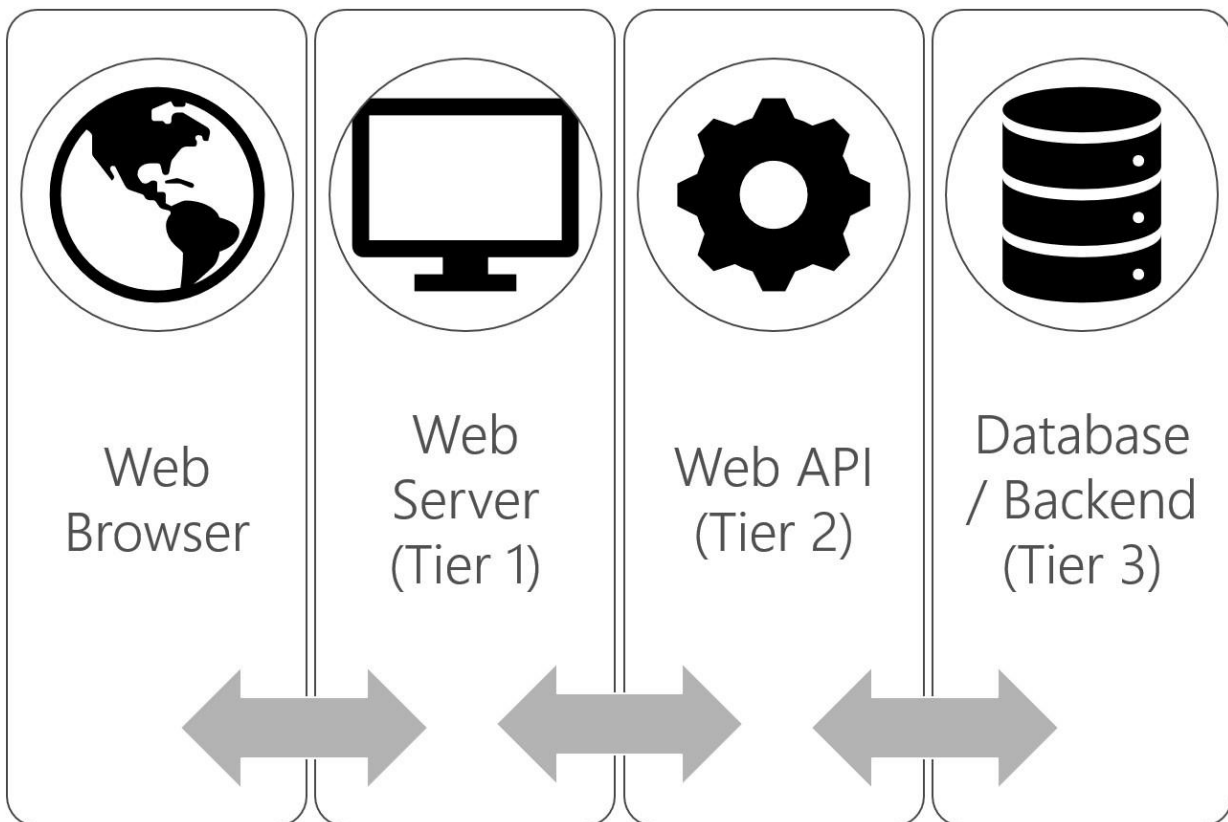 Web
Browser
Web
Server
(Tier 1)
Web API
(Tier 2)
Database
/ Backend
(Tier 3)